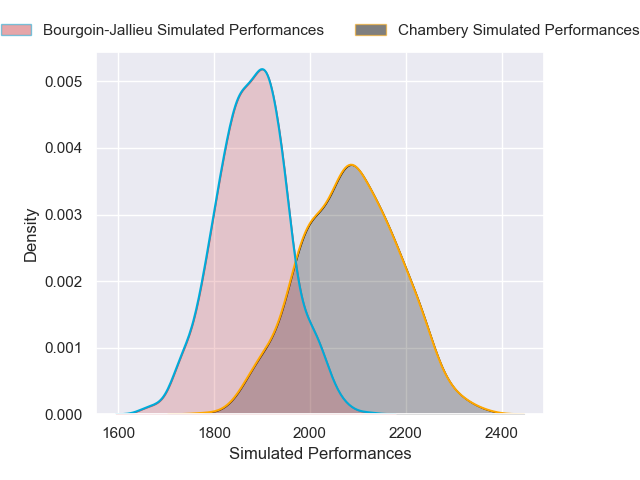 Bourgoin-Jallieu Simulated Performances
Chambery Simulated Performances
0.005
0.004
0.003
0.002
0.001
0.000
Density
1600
1800
2000
2200
2400
Simulated Performances